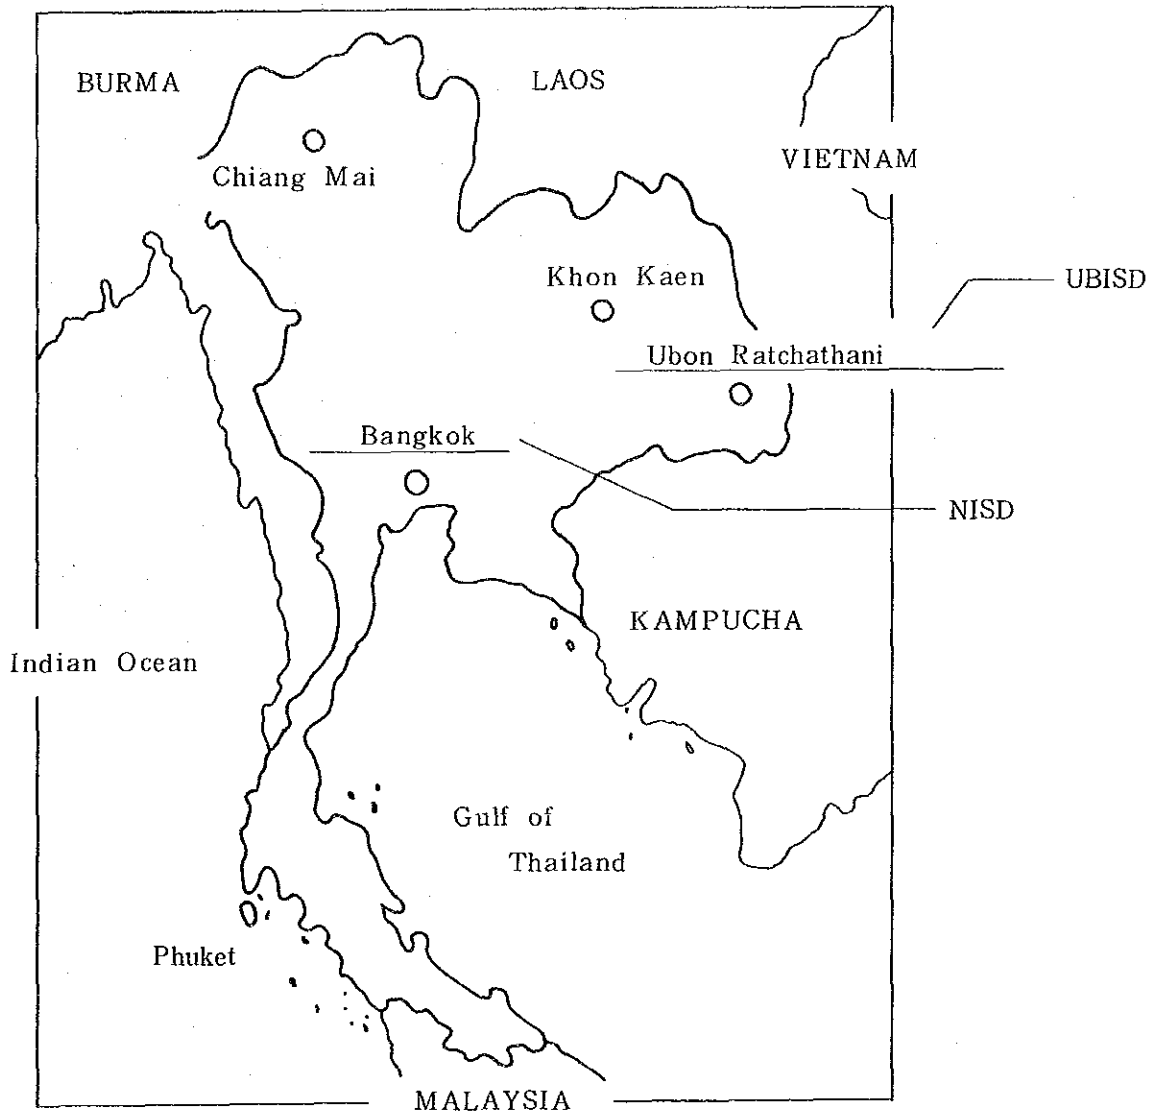 BURMA
LAOS
VIETNAM
Chiang Mai
Khon Kaen
UBISD
Ubon Ratchathani
Bangkok
NISD
KAMPUCHA
Indian Ocean
Gulf of
Thailand
Phuket
MALAYSIA